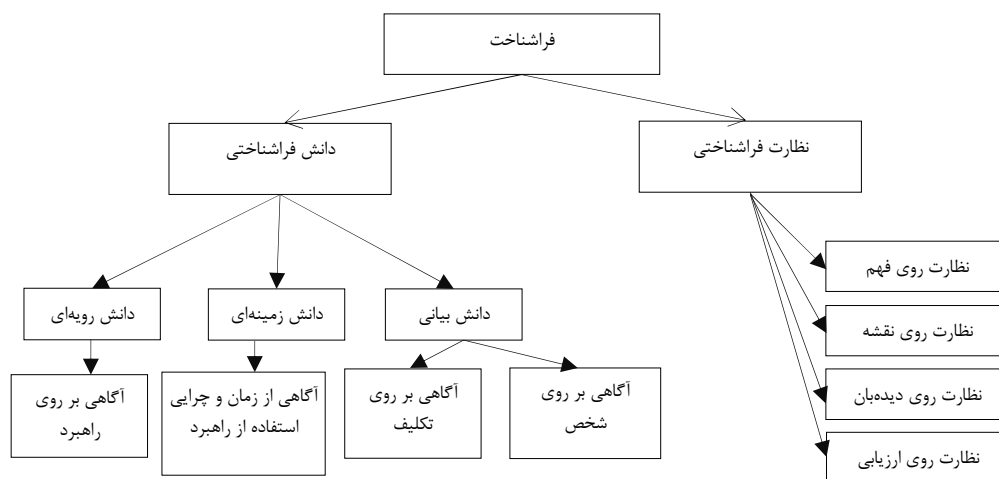 فراشناخت
نظارت فراشناختی
دانش فراشناختی
نظارت روی فهم
نظارت روی نقشه
نظارت روی دیده‌بان
نظارت روی ارزیابی
دانش بیانی
دانش زمینه‌ای
دانش رویه‌ای
آگاهی بر روی
شخص
آگاهی بر روی
تکلیف
آگاهی از زمان و چرایی
استفاده از راهبرد
آگاهی بر روی
راهبرد